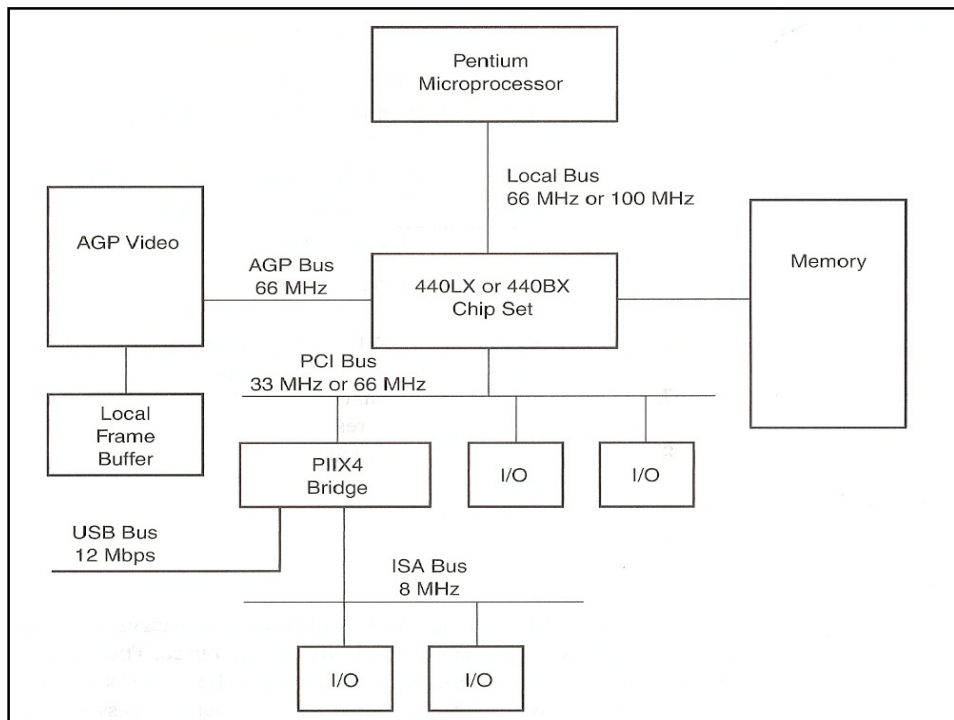 Pentium
Microprocessor
Local Bus
66 MHz or 100 MHz
AGP Video
AGP Bus
66 MHz
440LX or 440BX
Chip Set
Memory
PCI Bus
33 MHz or 66 MHz
Local
Frame
Buffer
PIIX4
Bridge
I/O
I/O
USB Bus
12 Mbps
ISA Bus
8 MHz
I/O
I/O